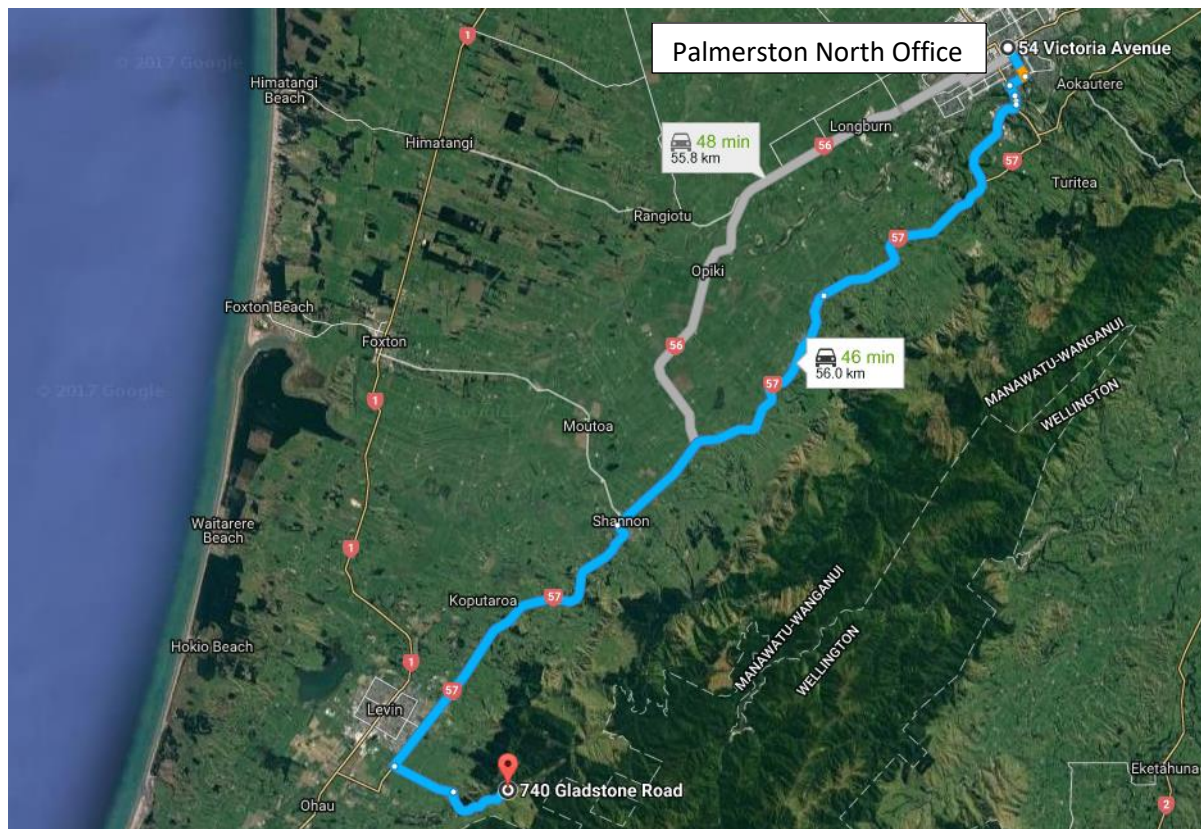 © 2017 Google
1
Palmerston North Office
54 Victoria Avenue
Himatangi
Beach
Aokautere
Longburn
48 min
55.8 km
56
Himatangi
57
Turitea
Rangiotu
57
Opiki
Foxton Beach
Foxton
56
46 min
56.0 km
57
MANAWATU-WANGANUI
WELLINGTON
© 2017 Google
1
Moutoa
Waitarere
Beach
Shannon
1
Koputaroa
57
MANAWATU-WANGANUI
WELLINGTON
Hokio Beach
1
57
Levin
740 Gladstone Road
Ohau
Eketahuna
2